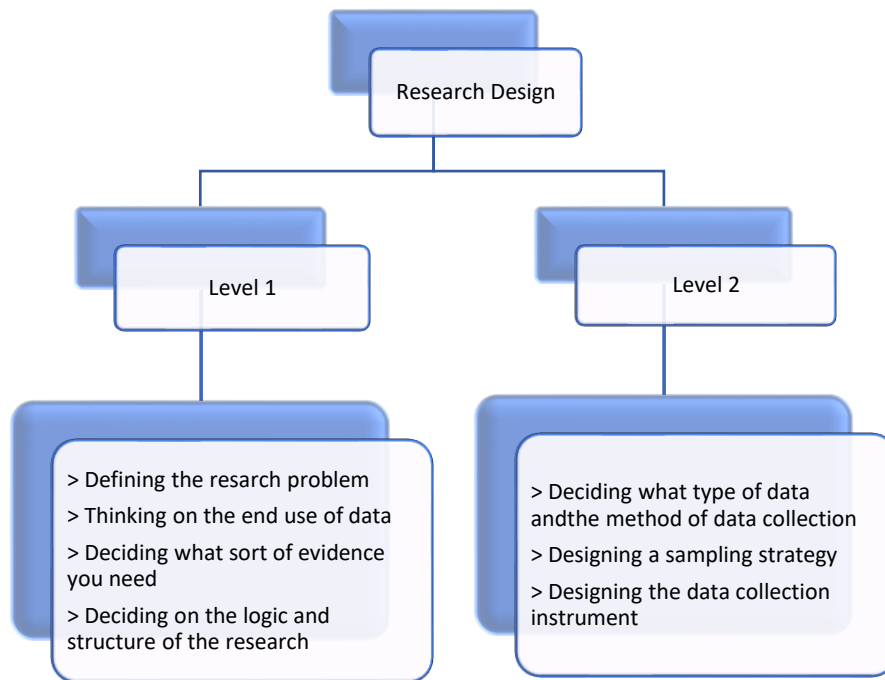 Research Design
Level 1
Level 2
> Defining the resarch problem
> Thinking on the end use of data
> Deciding what sort of evidence
you need
> Deciding on the logic and
structure of the research
> Deciding what type of data
andthe method of data collection
> Designing a sampling strategy
> Designing the data collection
instrument